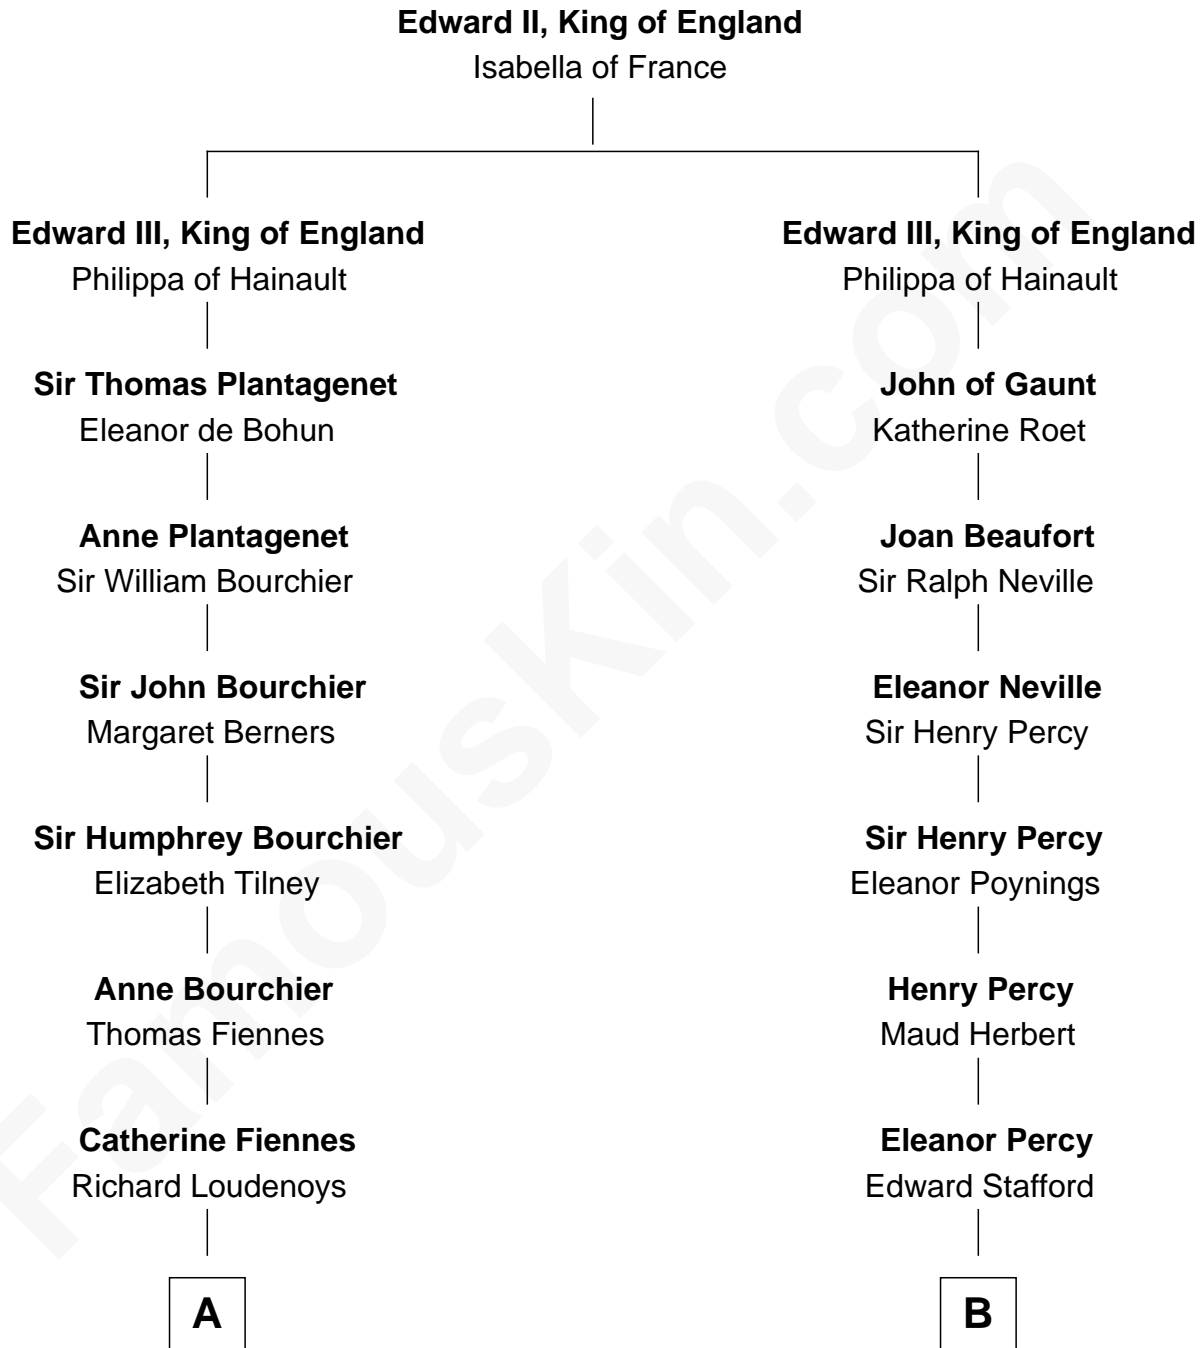 Edward II, King of England
Isabella of France
Edward III, King of England
Philippa of Hainault
Sir Thomas Plantagenet
Eleanor de Bohun
Anne Plantagenet
Sir William Bourchier
Sir John Bourchier
Margaret Berners
Sir Humphrey Bourchier
Elizabeth Tilney
Anne Bourchier
Thomas Fiennes
Catherine Fiennes
Richard Loudenoys
A
Edward III, King of England
Philippa of Hainault
John of Gaunt
Katherine Roet
Joan Beaufort
Sir Ralph Neville
Eleanor Neville
Sir Henry Percy
Sir Henry Percy
Eleanor Poynings
Henry Percy
Maud Herbert
Eleanor Percy
Edward Stafford
B
FamousKin.com